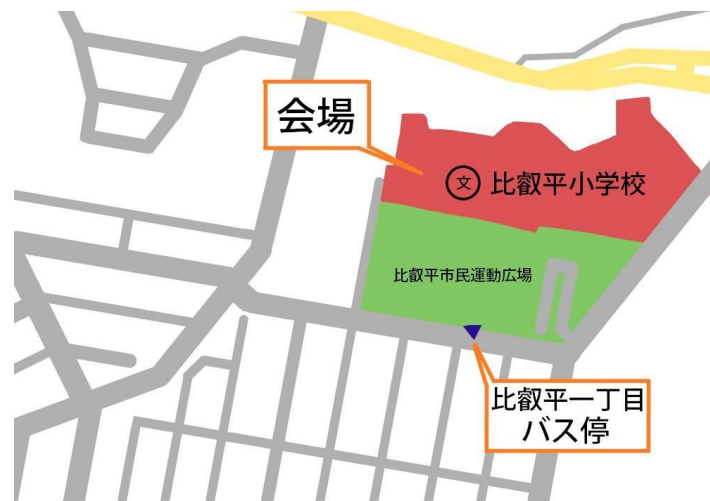 会場
文 比叡平小学校
比叡平市民運動広場
比叡平一丁目
バス停